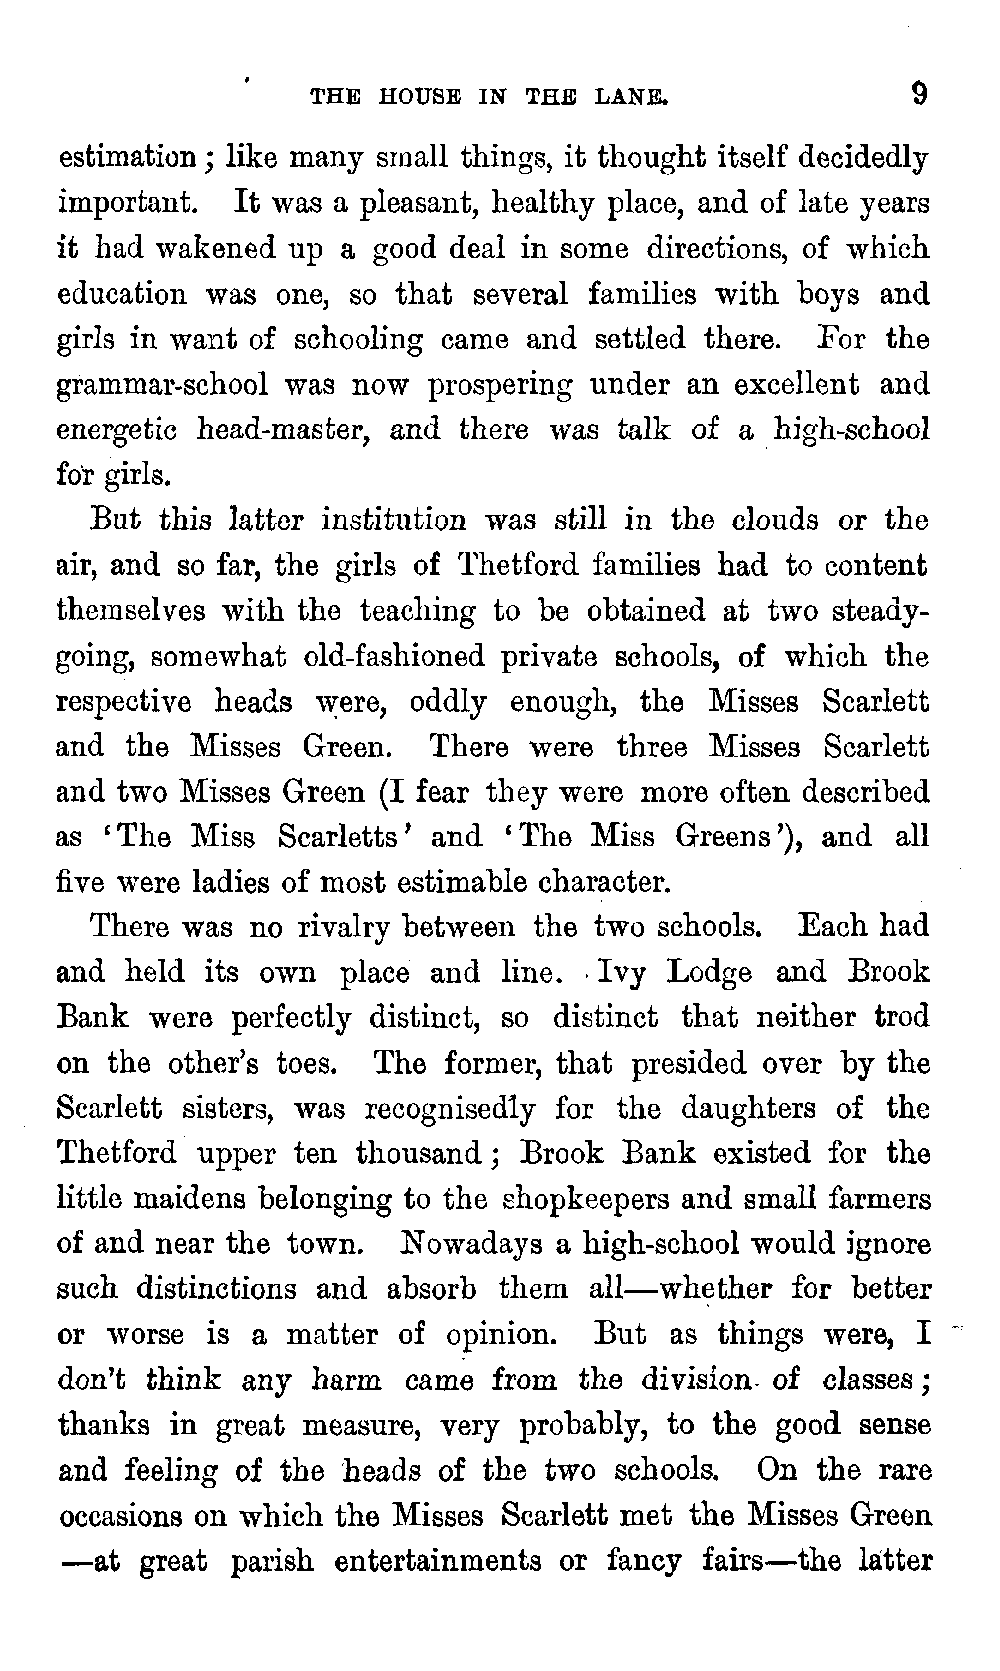 THE HOUSE IN THE LANE. 9
estimation; like many small things, it thought itself decidedly
important. It was a pleasant, healthy place, and of late years
it had wakened up a good deal in some directions, of which
education was one, so that several families with boys and
girls in want of schooling came and settled there. For the
grammar-school was now prospering under an excellent and
energetic head-master, and there was talk of a high-school
for girls.
But this latter institution was still in the clouds or the
air, and so far, the girls of Thetford families had to content
themselves with the teaching to be obtained at two steady-
going, somewhat old-fashioned private schools, of which the
respective heads were, oddly enough, the Misses Scarlett
and the Misses Green. There were three Misses Scarlett
and two Misses Green (I fear they were more often described
as ‘The Miss Scarletts’ and ‘The Miss Greens’), and all
five were ladies of most estimable character.
There was no rivalry between the two schools. Each had
and held its own place and line. Ivy Lodge and Brook
Bank were perfectly distinct, so distinct that neither trod
on the other’s toes. The former, that presided over by the
Scarlett sisters, was recognisedly for the daughters of the
Thetford upper ten thousand; Brook Bank existed for the
little maidens belonging to the shopkeepers and small farmers
of and near the town. Nowadays a high-school would ignore
such distinctions and absorb them all—whether for better
or worse is a matter of opinion. But as things were, I
don’t think any harm came from the division of classes;
thanks in great measure, very probably, to the good sense
and feeling of the heads of the two schools. On the rare
occasions on which the Misses Scarlett met the Misses Green
—at great parish entertainments or fancy fairs—the latter